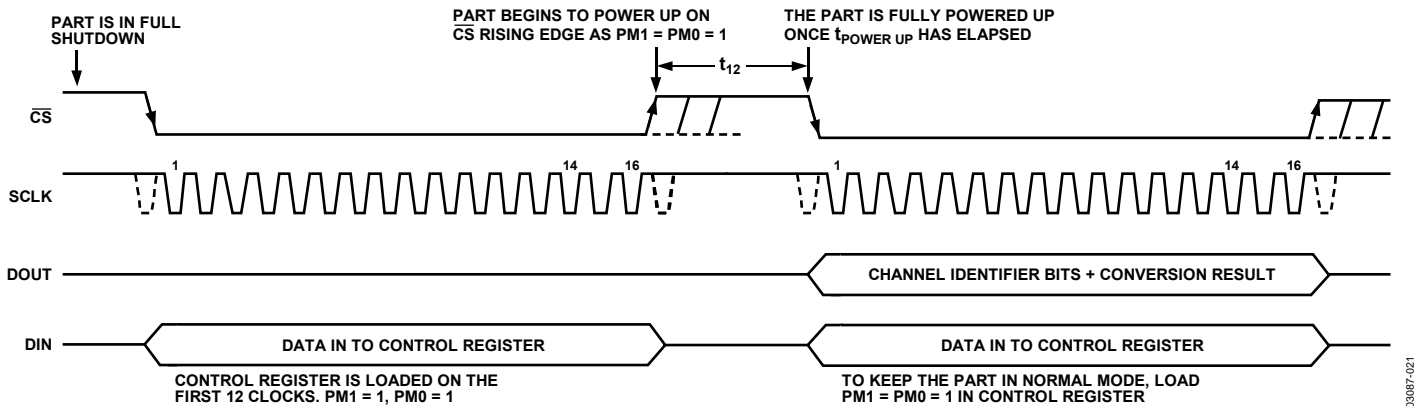 PART IS IN FULL
SHUTDOWN
PART BEGINS TO POWER UP ON
CS RISING EDGE AS PM1 = PM0 = 1
THE PART IS FULLY POWERED UP
ONCE tPOWER UP HAS ELAPSED
t12
CS
1
14
16
1
14
16
SCLK
DOUT
CHANNEL IDENTIFIER BITS + CONVERSION RESULT
DIN
DATA IN TO CONTROL REGISTER
DATA IN TO CONTROL REGISTER
CONTROL REGISTER IS LOADED ON THE
FIRST 12 CLOCKS. PM1 = 1, PM0 = 1
TO KEEP THE PART IN NORMAL MODE, LOAD
PM1 = PM0 = 1 IN CONTROL REGISTER
03087-021